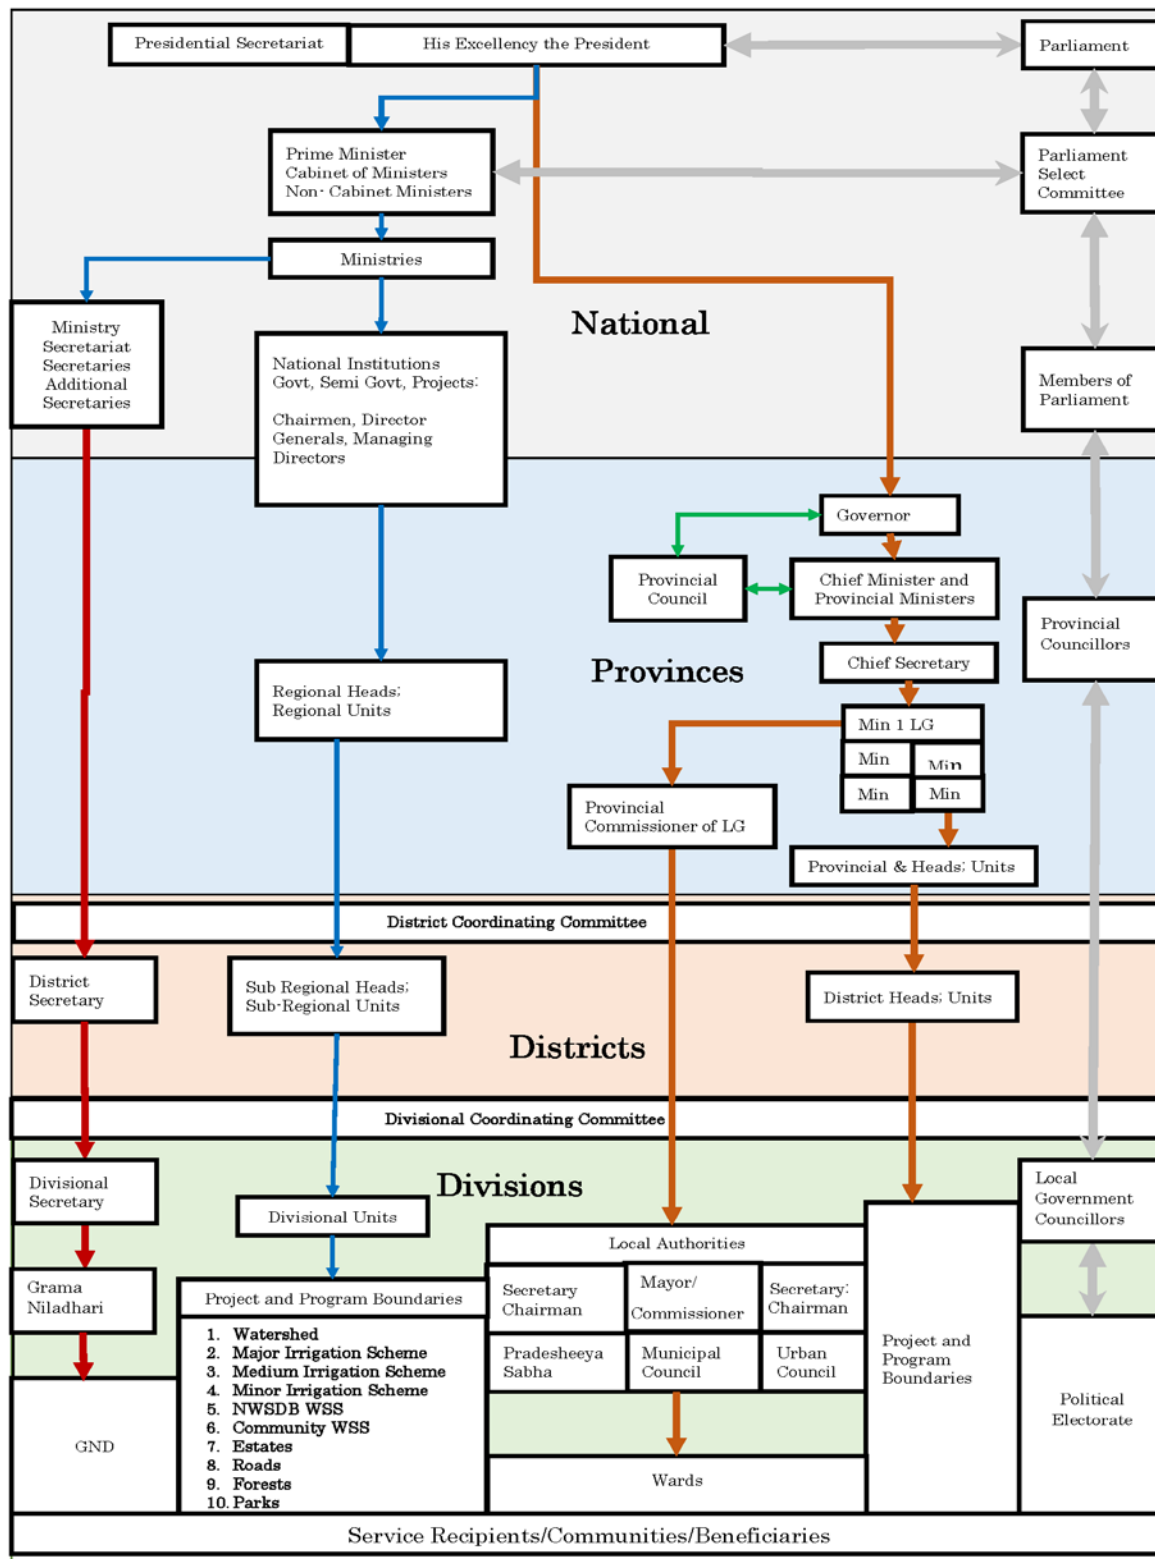 Presidential Secretariat
His Excellency the President
Parliament
Prime Minister
Cabinet of Ministers
Non- Cabinet Ministers
Parliament
Select
Committee
Ministries
Ministry
Secretariat
Secretaries
Additional
Secretaries
National Institutions
Govt, Semi Govt, Projects:
Chairmen, Director
Generals, Managing
Directors
National
Members of
Parliament
Governor
Provincial
Council
Chief Minister and
Provincial Ministers
Provincial
Councillors
Chief Secretary
Provinces
Regional Heads;
Regional Units
Min 1 LG
Min
Min
Min
Min
Provincial
Commissioner of LG
Provincial & Heads; Units
District Coordinating Committee
District
Secretary
Sub Regional Heads;
Sub-Regional Units
District Heads; Units
Districts
Divisional Coordinating Committee
Divisional
Secretary
Divisions
Divisional Units
Local
Government
Councillors
Local Authorities
Grama
Niladhari
Project and Program Boundaries
1. Watershed
2. Major Irrigation Scheme
3. Medium Irrigation Scheme
4. Minor Irrigation Scheme
5. NWSDB WSS
6. Community WSS
7. Estates
8. Roads
9. Forests
10. Parks
Secretary
Chairman
Mayor/
Commissioner
Secretary:
Chairman
Pradesheeya
Sabha
Municipal
Council
Urban
Council
Project and
Program
Boundaries
Political
Electorate
GND
Wards
Service Recipients/Communities/Beneficiaries